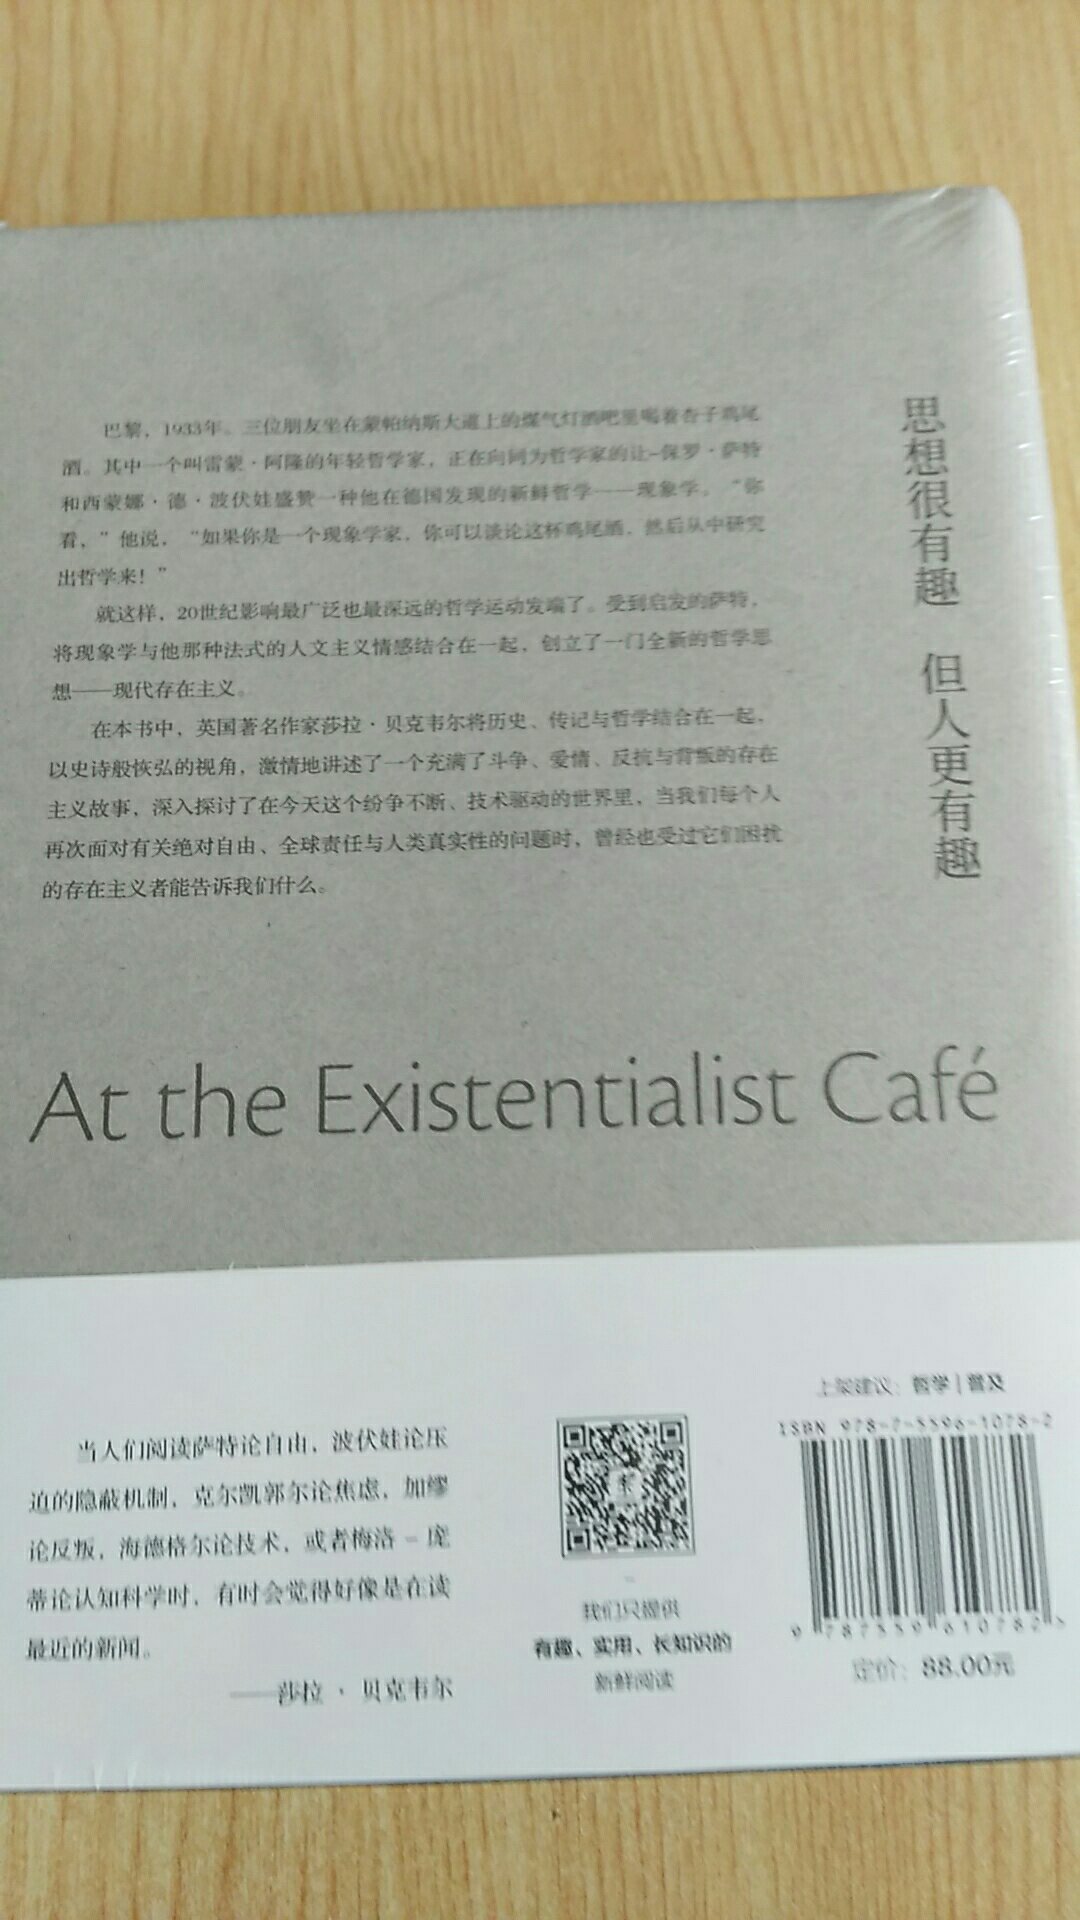 巴黎，1933年。三位朋友坐在蒙帕纳斯大道上的煤气灯酒吧里喝着杏子鸡尾
酒。其中一个叫雷蒙·阿隆的年轻哲学家，正在向同为哲学家的让-保罗·萨特
和西蒙娜·德·波伏娃盛赞一种他在德国发现的新鲜哲学——现象学。“你
看，”他说，“如果你是一个现象学家，你可以谈论这杯鸡尾酒，然后从中研究
出哲学来！”
就这样，20世纪影响最广泛也最深远的哲学运动发端了。受到启发的萨特，
将现象学与他那种法式的人文主义情感结合在一起，创立了一门全新的哲学思
想——现代存在主义。
在本书中，英国著名作家莎拉·贝克韦尔将历史、传记与哲学结合在一起，
以史诗般恢弘的视角，激情地讲述了一个充满了斗争、爱情、反抗与背叛的存在
主义故事，深入探讨了在今天这个纷争不断、技术驱动的世界里，当我们每个人
再次面对有关绝对自由、全球责任与人类真实性的问题时，曾经也受过它们困扰
的存在主义者能告诉我们什么。
思想很有趣 但人更有趣
At the Existentialist Café
当人们阅读萨特论自由，波伏娃论压
迫的隐蔽机制，克尔凯郭尔论焦虑，加缪
论反叛，海德格尔论技术，或者梅洛-庞
蒂论认知科学时，有时会觉得好像是在读
最近的新闻。
——莎拉·贝克韦尔
我们只提供
有趣、实用、长知识的
新鲜阅读
上架建议：哲学|普及
ISBN 978-7-5596-1078-2
9 787559 610782 >
定价：88.00元